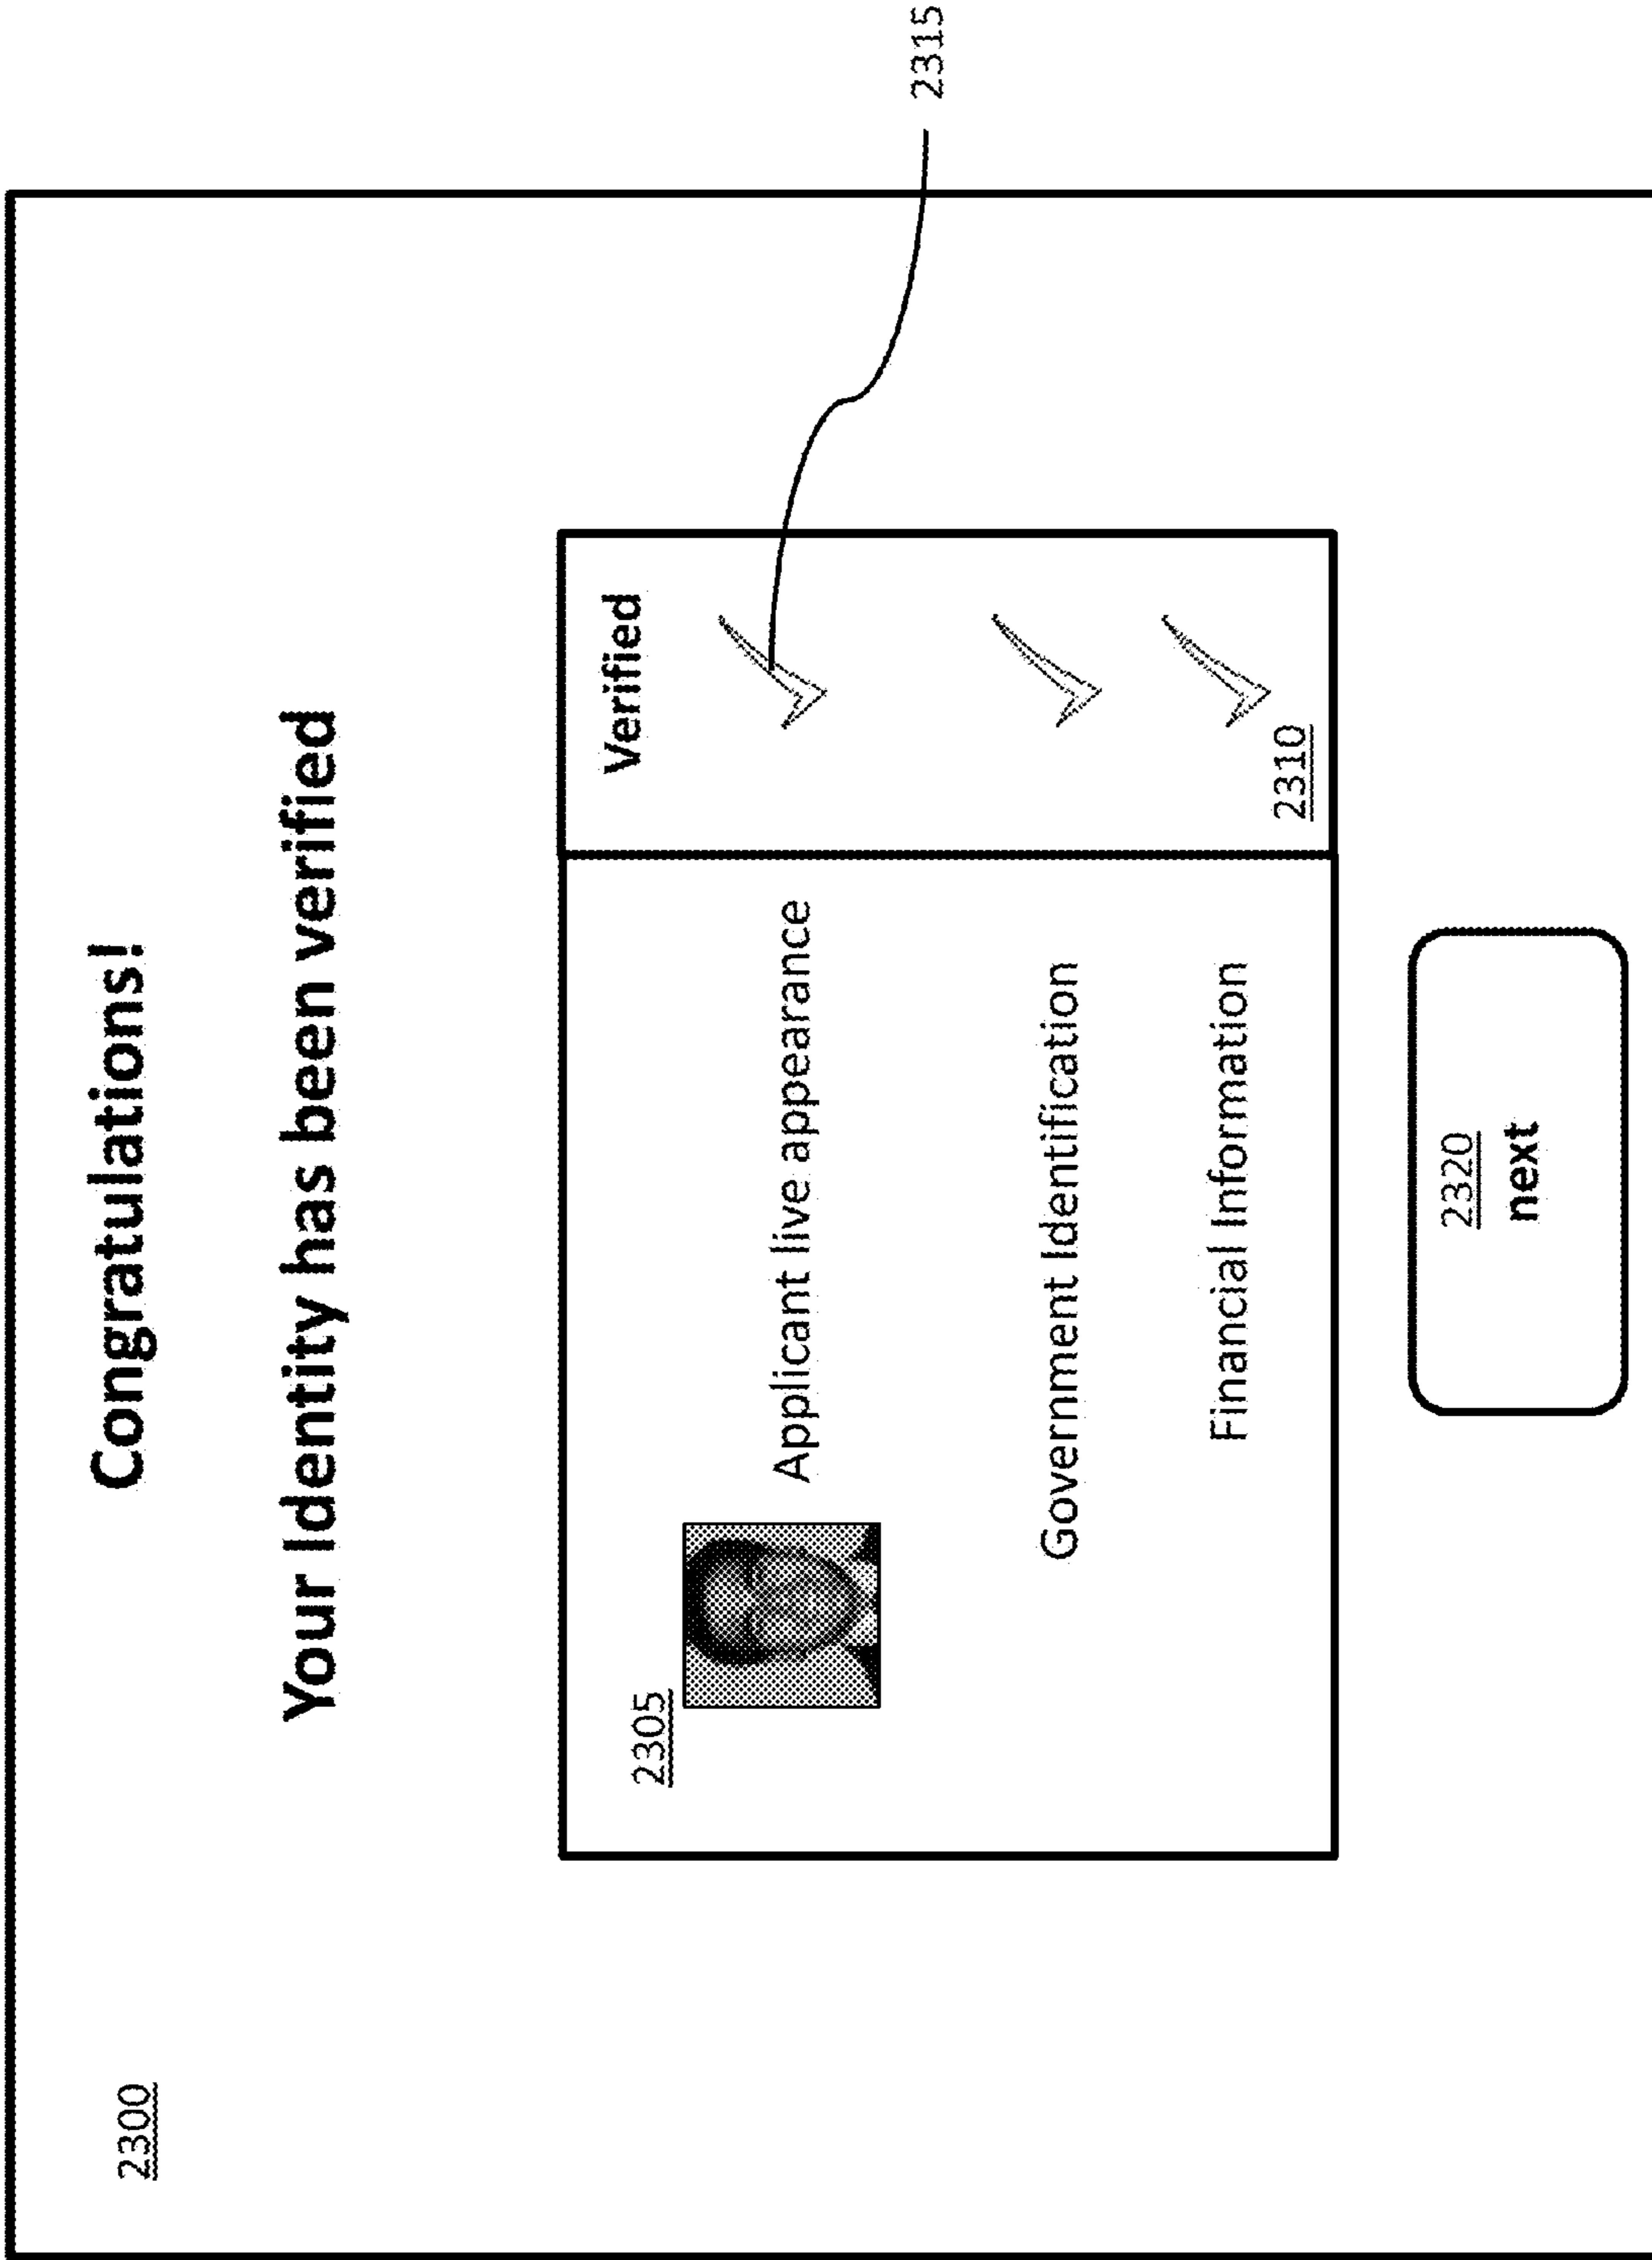 2300
Congratulations!
Your Identity has been verified
2305
Verified
Applicant live appearance
2315
Government Identification
Financial Information
2310
2320
next